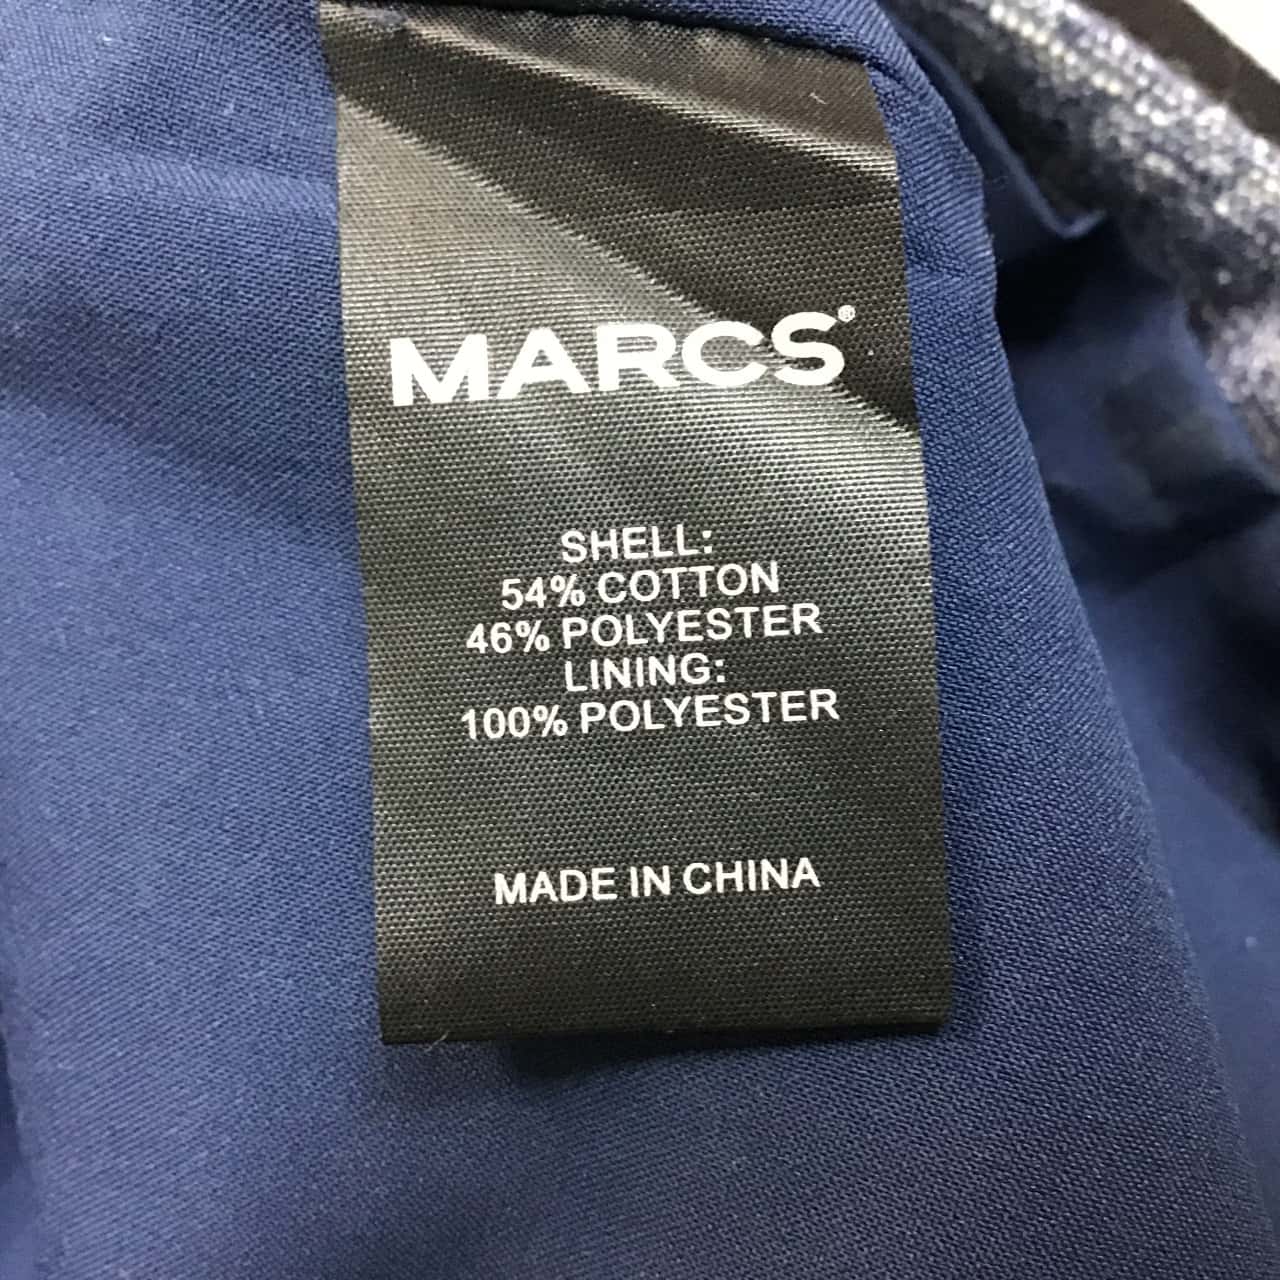 MARCS®
SHELL:
54% COTTON
46% POLYESTER
LINING:
100% POLYESTER
MADE IN CHINA